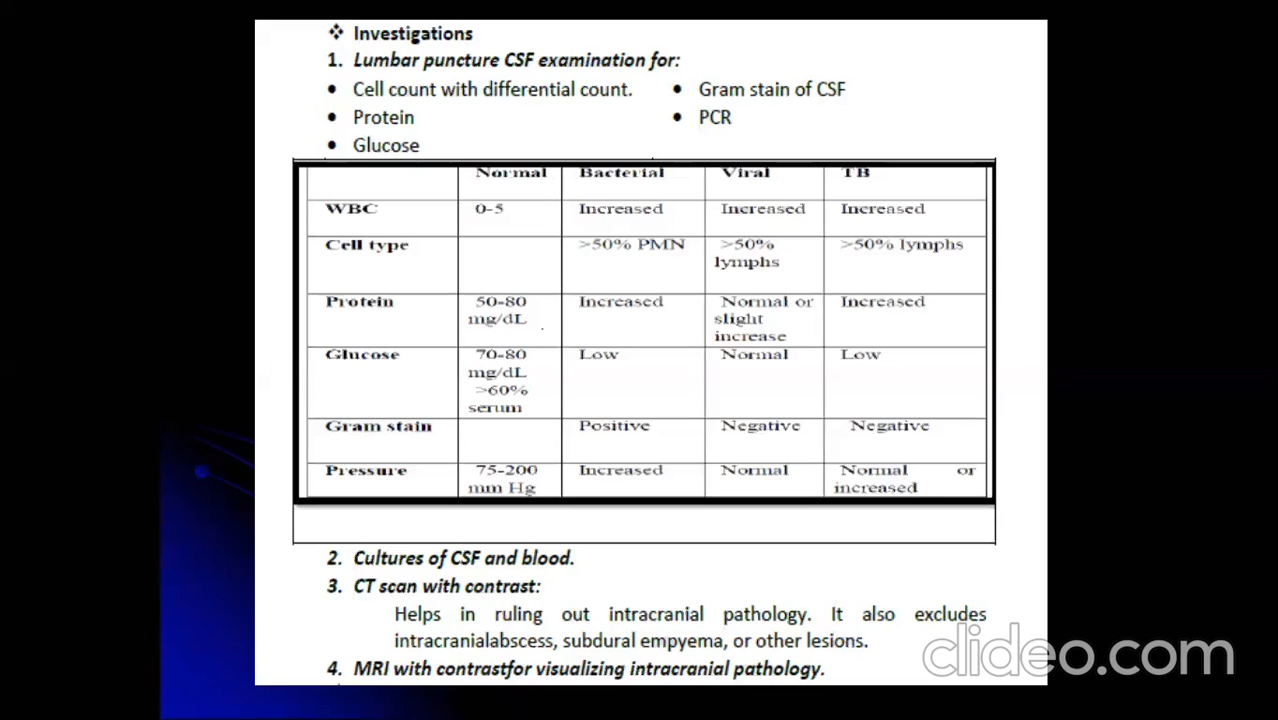 ❖ Investigations
1. Lumbar puncture CSF examination for:
• Cell count with differential count. • Gram stain of CSF
• Protein • PCR
• Glucose
Normal Bacterial Viral TB
WBC 0-5 Increased Increased Increased
Cell type >50% PMN >50% lymphs >50% lymphs
Protein 50-80 mg/dL Increased Normal or slight increase Increased
Glucose 70-80 mg/dL >60% serum Low Normal Low
Gram stain Positive Negative Negative
Pressure 75-200 mm Hg Increased Normal Normal or increased
2. Cultures of CSF and blood.
3. CT scan with contrast:
Helps in ruling out intracranial pathology. It also excludes
intracranialabscess, subdural empyema, or other lesions.
4. MRI with contrastfor visualizing intracranial pathology.
clideo.com